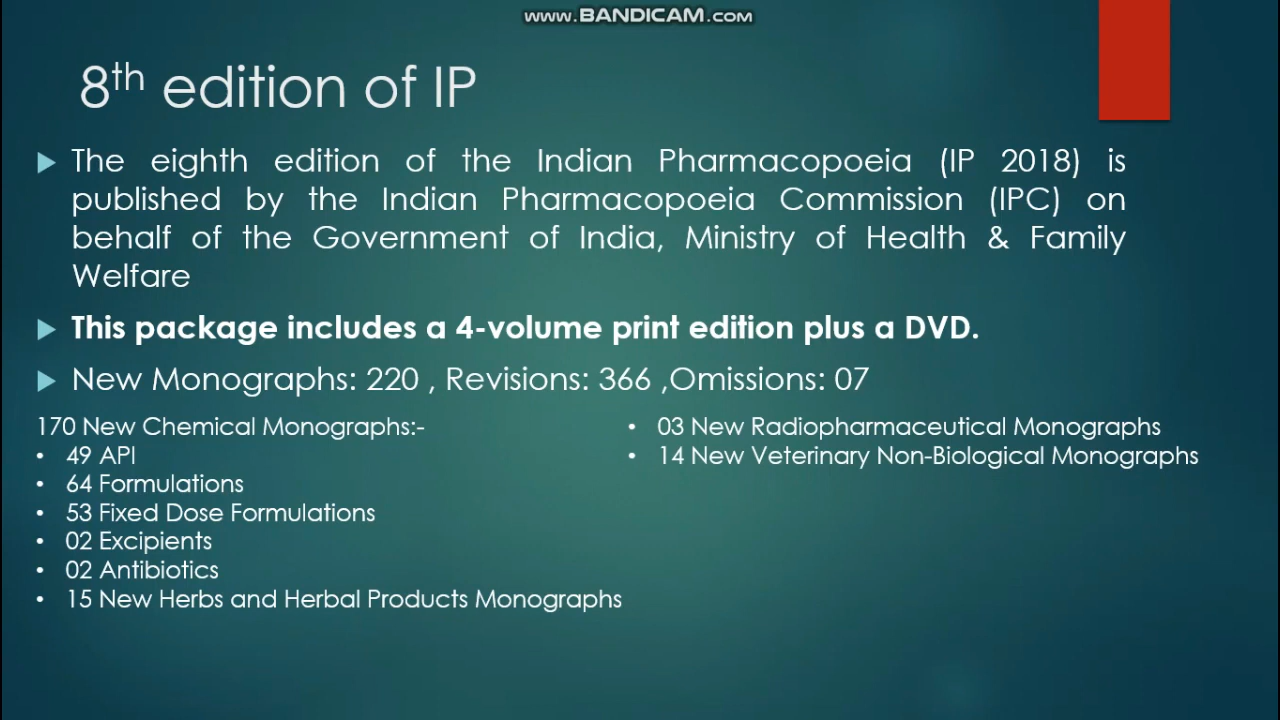 www.BANDICAM.com
8th edition of IP
The eighth edition of the Indian Pharmacopoeia (IP 2018) is
published by the Indian Pharmacopoeia Commission (IPC) on
behalf of the Government of India, Ministry of Health & Family
Welfare
This package includes a 4-volume print edition plus a DVD.
New Monographs: 220 , Revisions: 366 ,Omissions: 07
170 New Chemical Monographs:-
• 49 API
• 64 Formulations
• 53 Fixed Dose Formulations
• 02 Excipients
• 02 Antibiotics
• 15 New Herbs and Herbal Products Monographs
• 03 New Radiopharmaceutical Monographs
• 14 New Veterinary Non-Biological Monographs